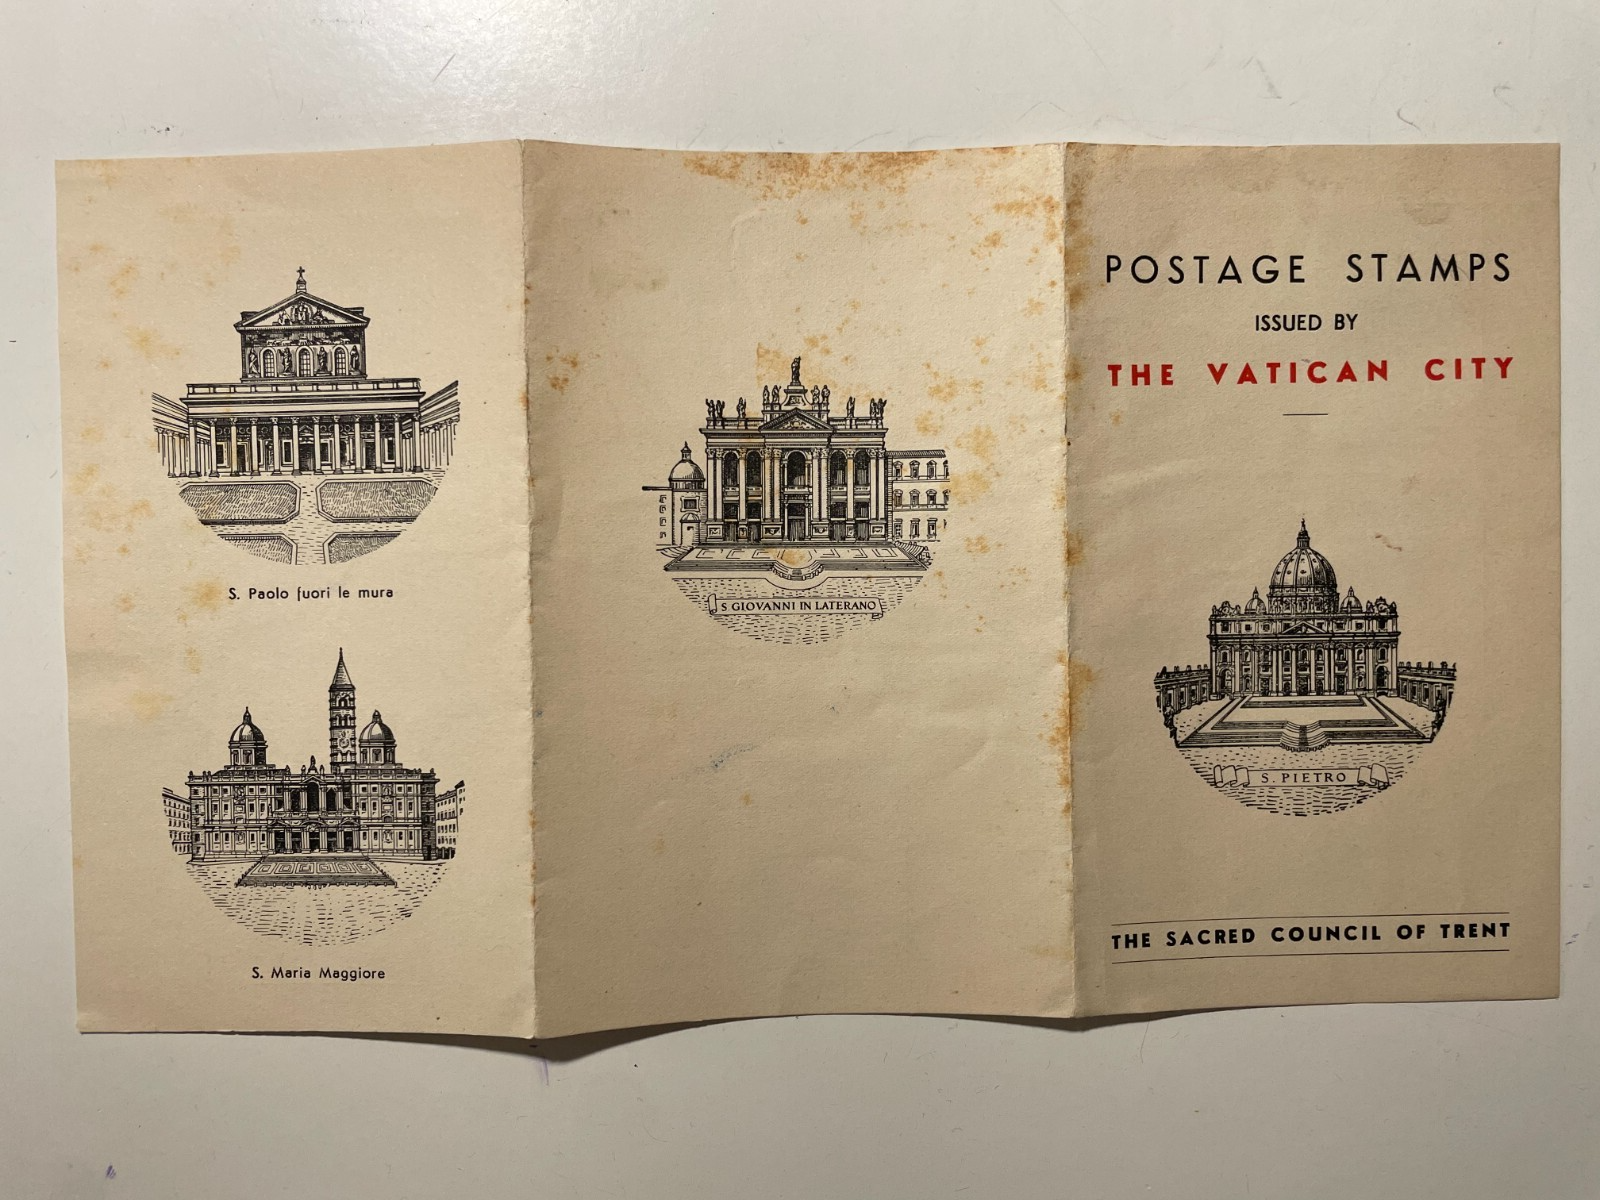 S. Paolo fuori le mura
S. Maria Maggiore
S GIOVANNI IN LATERANO
POSTAGE STAMPS
ISSUED BY
THE VATICAN CITY
S. PIETRO
THE SACRED COUNCIL OF TRENT